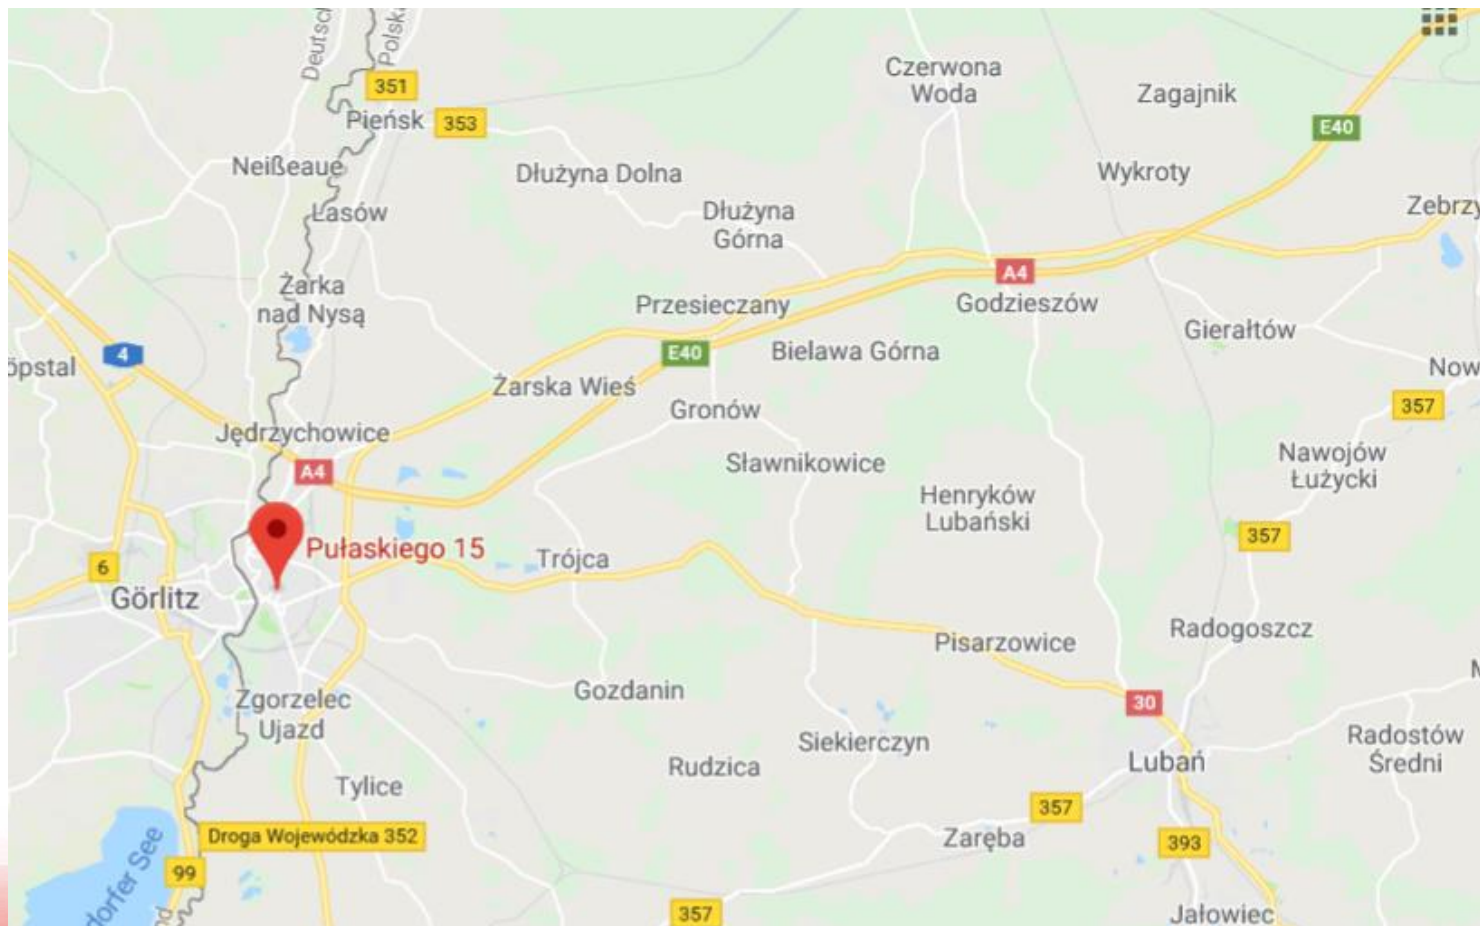 Deutsch
Polska
351
Pieńsk
353
Czerwona
Woda
Zagajnik
E40
Neißeaue
Dłużyna Dolna
Wykroty
Lasów
Dłużyna
Górna
Zebrzy
Żarka
nad Nysą
A4
Przesieczany
Godzieszów
Gierałtów
4
öpstal
E40
Bielawa Górna
Now
Żarska Wieś
Gronów
357
Jędrzychowice
A4
Sławnikowice
Nawojów
Łużycki
Henryków
Lubański
357
Pułaskiego 15
Trójca
6
Görlitz
Pisarzowice
Radogoszcz
Zgorzelec
Ujazd
Gozdanin
30
Siekierczyn
Radostów
Średni
Rudzica
Lubań
Tylice
357
Droga Wojewódzka 352
Zaręba
393
99
dorfer See
357
Jałowiec